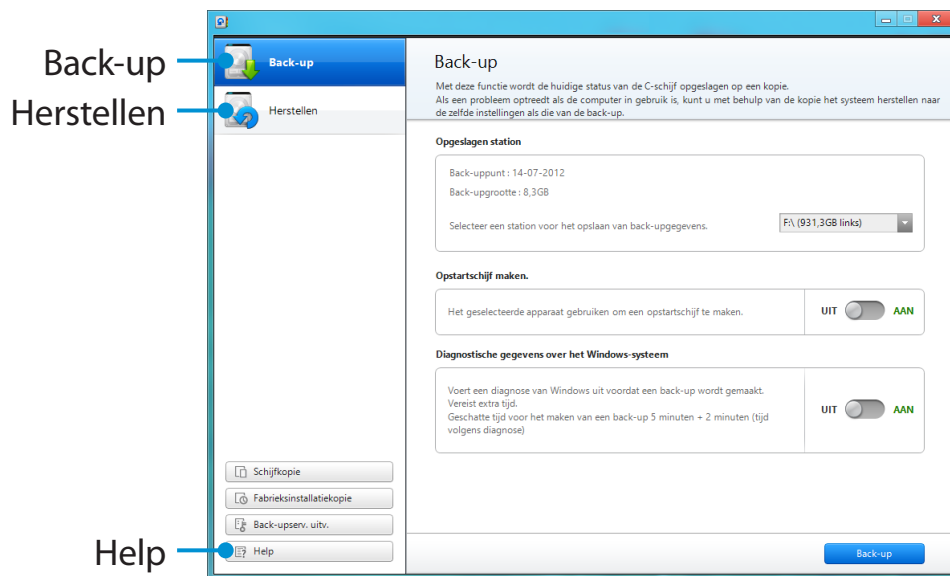 Back-up
Herstellen
Help
Back-up
Herstellen
Schijfkopie
Fabrieksinstallatiekopie
Back-upserv. uitv.
Help
Back-up
Met deze functie wordt de huidige status van de C-schijf opgeslagen op een kopie.
Als een probleem optreedt als de computer in gebruik is, kunt u met behulp van de kopie het systeem herstellen naar
de zelfde instellingen als die van de back-up.
Opgeslagen station
Back-uppunt : 14-07-2012
Back-upgrootte : 8,3GB
Selecteer een station voor het opslaan van back-upgegevens.
F:\ (931,3GB links)
Opstartschijf maken.
Het geselecteerde apparaat gebruiken om een opstartschijf te maken.
UIT AAN
Diagnostische gegevens over het Windows-systeem
Voert een diagnose van Windows uit voordat een back-up wordt gemaakt.
Vereist extra tijd.
Geschatte tijd voor het maken van een back-up 5 minuten + 2 minuten (tijd
volgens diagnose)
UIT AAN
Back-up